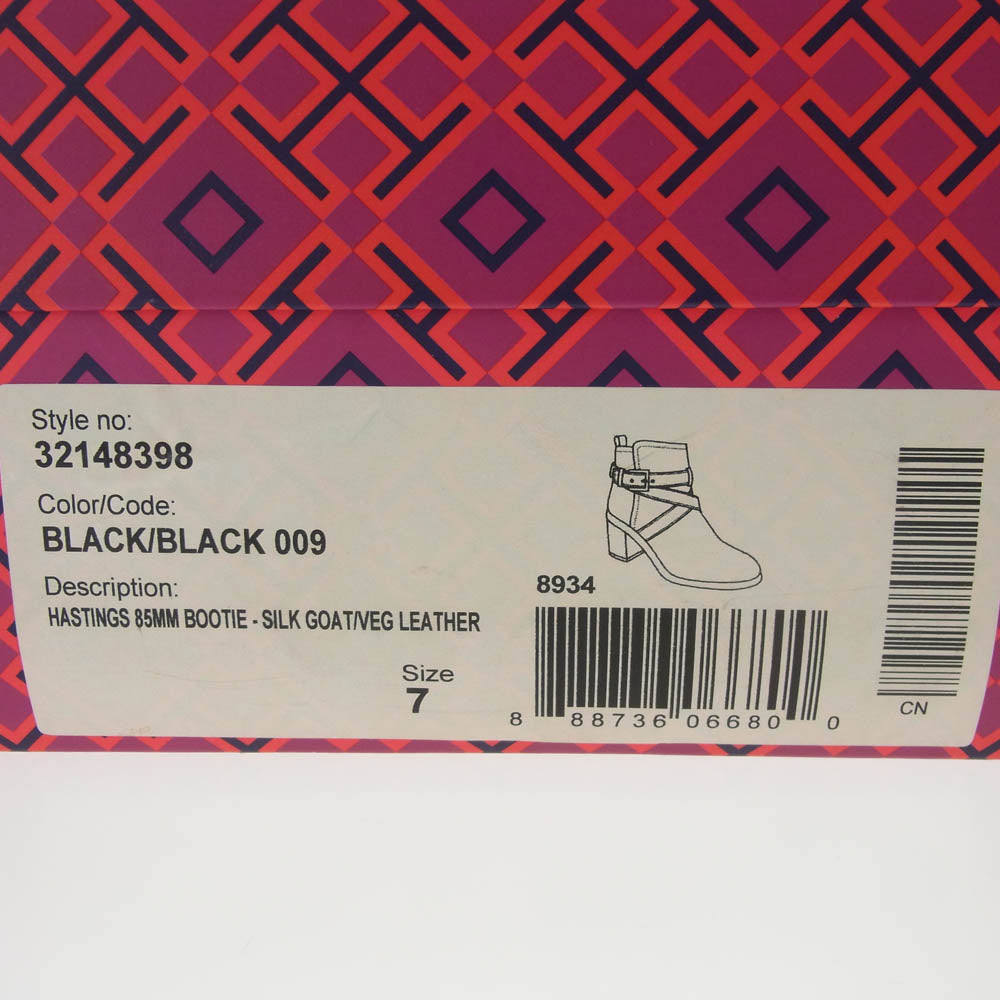 Style no:
32148398
Color/Code:
BLACK/BLACK 009
Description:
HASTINGS 85MM BOOTIE - SILK GOAT/VEG LEATHER
Size
7
8934
8 88736 06680 0
CN